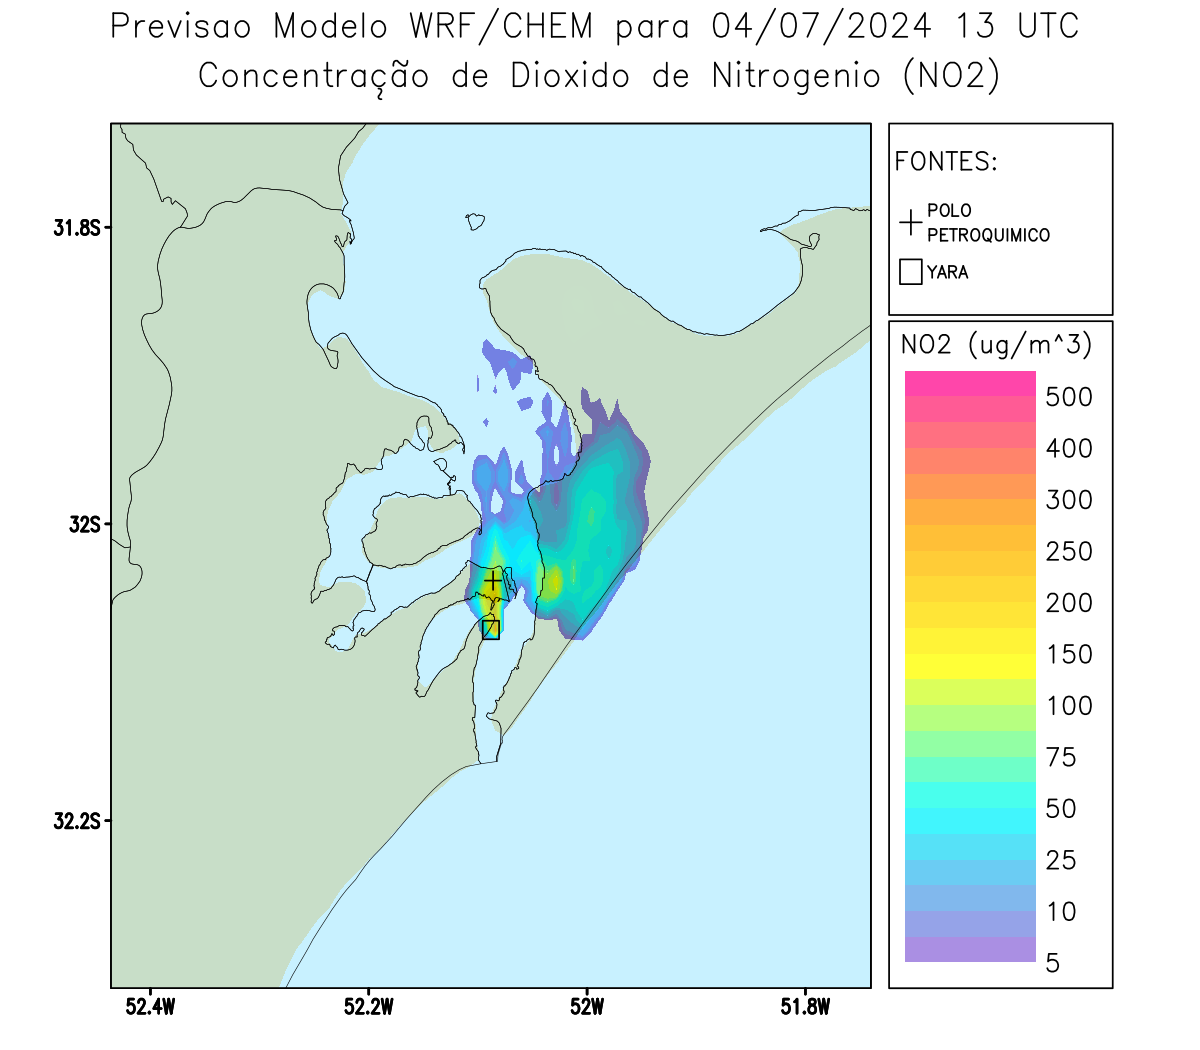 Previsao Modelo WRF/CHEM para 04/07/2024 13 UTC
Concentração de Dioxido de Nitrogenio (NO2)
FONTES:
POLO
PETROQUIMICO
YARA
NO2 (ug/m^3)
500
400
300
250
200
150
100
75
50
25
10
5
31.8S
32S
32.2S
52.4W
52.2W
52W
51.8W